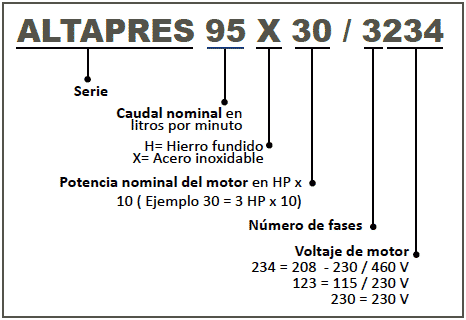 ALTAPRES 95 X 30 / 3234
Serie
Caudal nominal en
litros por minuto
H= Hierro fundido
X= Acero inoxidable
Potencia nominal del motor en HP x
10 ( Ejemplo 30 = 3 HP x 10)
Número de fases
Voltaje de motor
234 = 208 - 230 / 460 V
123 = 115 / 230 V
230 = 230 V